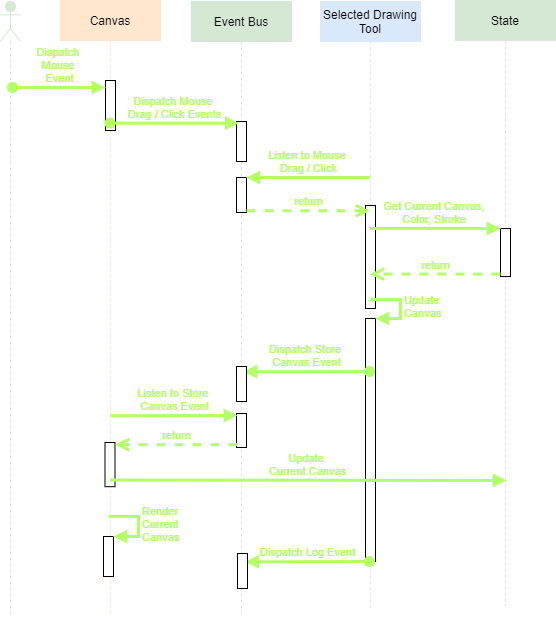 Canvas
Event Bus
Selected Drawing
Tool
State
Dispatch
Mouse
Event
Dispatch Mouse
Drag / Click Events
Listen to Mouse
Drag / Click
return
Get Current Canvas,
Color, Stroke
return
Update
Canvas
Dispatch Store
Canvas Event
Listen to Store
Canvas Event
return
Update
Current Canvas
Render
Current
Canvas
Dispatch Log Event